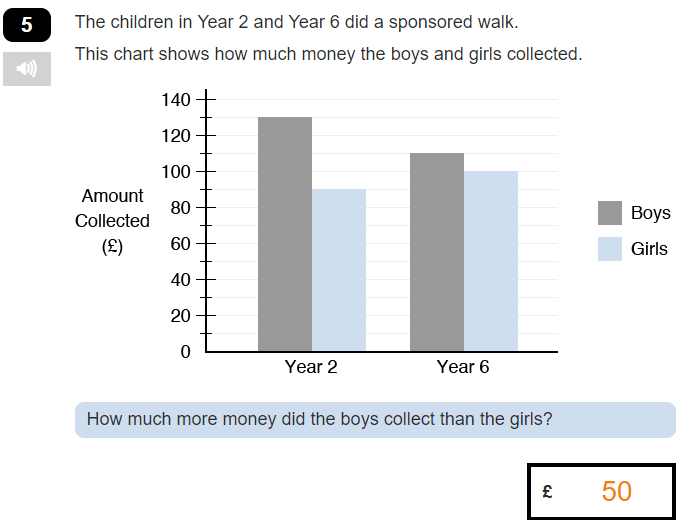 5
The children in Year 2 and Year 6 did a sponsored walk.
This chart shows how much money the boys and girls collected.
140
120
100
80
60
40
20
0
Amount
Collected
(£)
Year 2
Year 6
Boys
Girls
How much more money did the boys collect than the girls?
£ 50